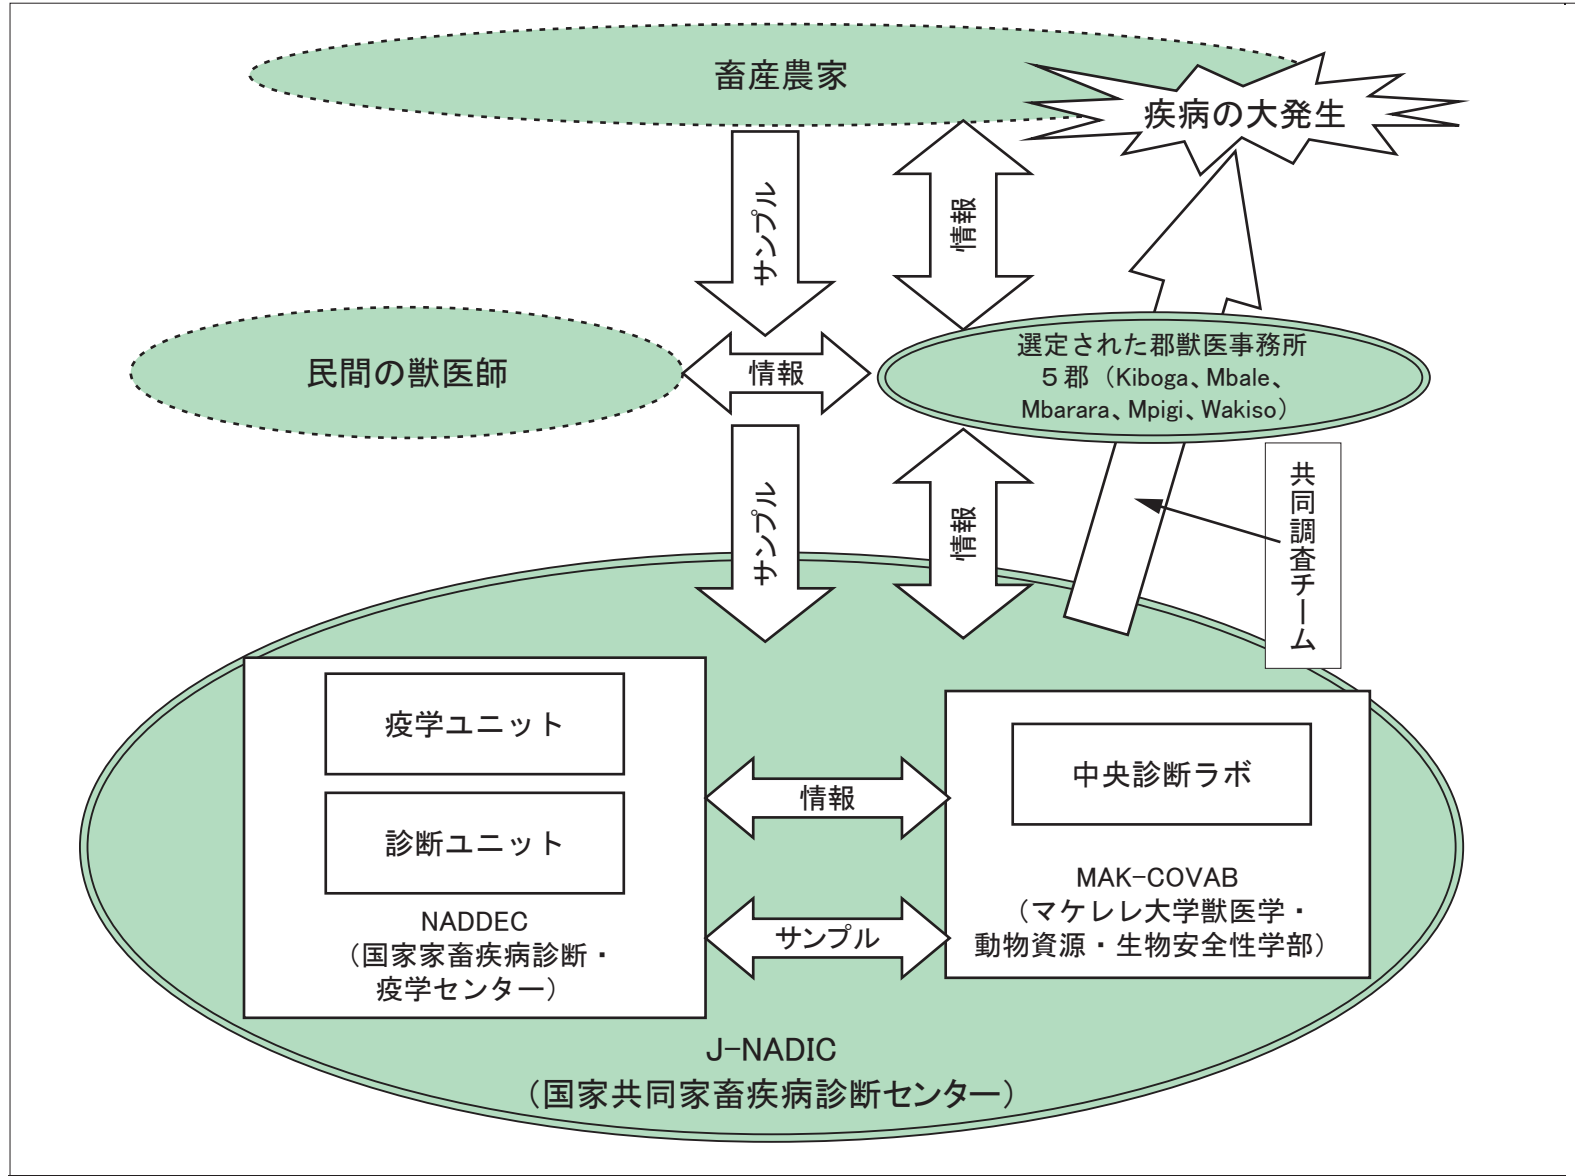 畜産農家
疾病の大発生
サンプル
情報
民間の獣医師
情報
選定された郡獣医事務所
５郡（Kiboga、Mbale、
Mbarara、Mpigi、Wakiso）
サンプル
情報
共同調査チーム
疫学ユニット
診断ユニット
NADDEC
（国家家畜疾病診断・
疫学センター）
情報
サンプル
中央診断ラボ
MAK-COVAB
（マケレレ大学獣医学・
動物資源・生物安全性学部）
J-NADIC
（国家共同家畜疾病診断センター）